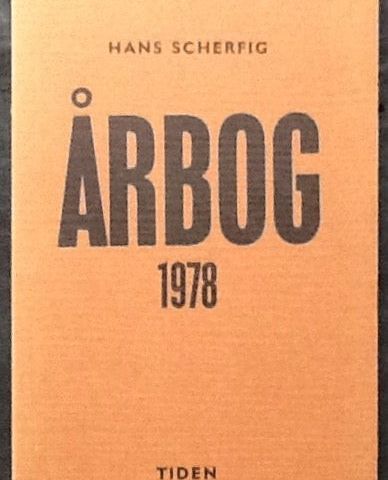 HANS SCHERFIG
ÅRBOG
1978
TIDEN